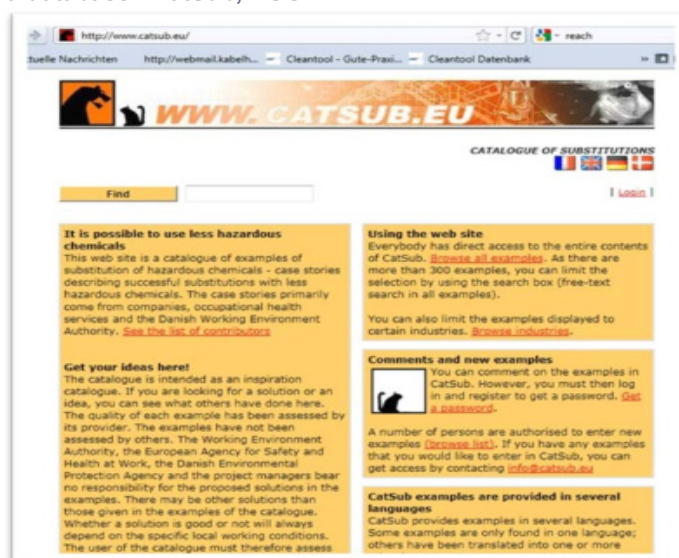 http://www.catsub.eu/
reach
tuelle Nachrichten http://webmail.kabelh... Cleantool - Gute-Praxi... Cleantool Datenbank
WWW.CATSUB.EU
CATALOGUE OF SUBSTITUTIONS
Find
| Login |
It is possible to use less hazardous
chemicals
This web site is a catalogue of examples of
substitution of hazardous chemicals - case stories
describing successful substitutions with less
hazardous chemicals. The case stories primarily
come from companies, occupational health
services and the Danish Working Environment
Authority. See the list of contributors
Get your ideas here!
The catalogue is intended as an inspiration
catalogue. If you are looking for a solution or an
idea, you can see what others have done here.
The quality of each example has been assessed by
its provider. The examples have not been
assessed by others. The Working Environment
Authority, the European Agency for Safety and
Health at Work, the Danish Environmental
Protection Agency and the project managers bear
no responsibility for the proposed solutions in the
examples. There may be other solutions than
those given in the examples of the catalogue.
Whether a solution is good or not will always
depend on the specific local working conditions.
The user of the catalogue must therefore assess
Using the web site
Everybody has direct access to the entire contents
of CatSub. Browse all examples. As there are
more than 300 examples, you can limit the
selection by using the search box (free-text
search in all examples).
You can also limit the examples displayed to
certain industries. Browse industries.
Comments and new examples
You can comment on the examples in
CatSub. However, you must then log
in and register to get a password. Get
a password.
A number of persons are authorised to enter new
examples (browse list). If you have any examples
that you would like to enter in CatSub, you can
get access by contacting info@catsub.eu
CatSub examples are provided in several
languages
CatSub provides examples in several languages.
Some examples are only found in one language;
others have been translated into one or more